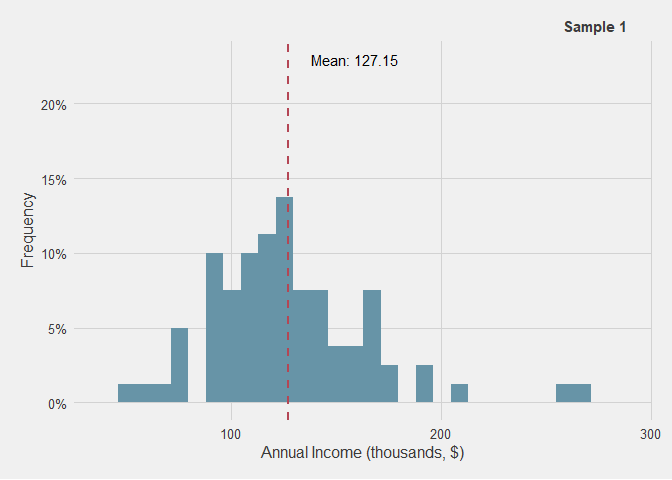 Sample 1
Mean: 127.15
20%
15%
10%
5%
0%
Frequency
100 200 300
Annual Income (thousands, $)